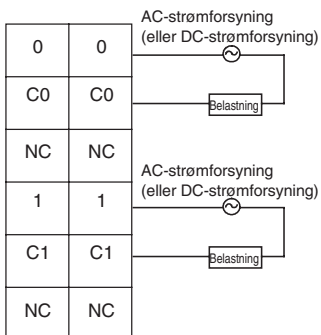 AC-strømforsyning
(eller DC-strømforsyning)
0 0
C0 C0
Belastning
NC NC
AC-strømforsyning
(eller DC-strømforsyning)
1 1
C1 C1
Belastning
NC NC